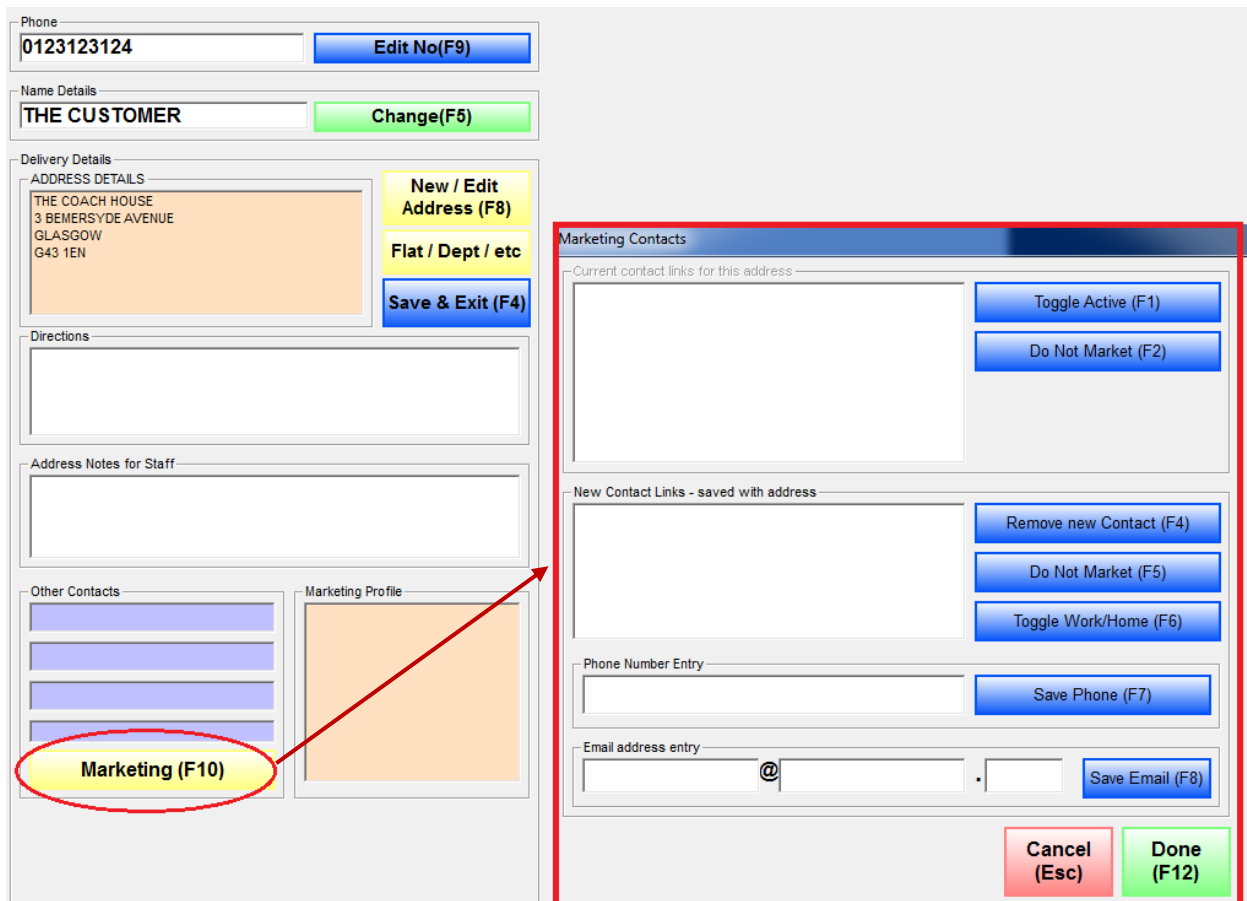 Phone
0123123124
Edit No(F9)
Name Details
THE CUSTOMER
Change(F5)
Delivery Details
ADDRESS DETAILS
THE COACH HOUSE
3 BEMERSYDE AVENUE
GLASGOW
G43 1EN
New / Edit
Address (F8)
Flat / Dept / etc
Save & Exit (F4)
Directions
Address Notes for Staff
Other Contacts
Marketing Profile
Marketing (F10)
Marketing Contacts
Current contact links for this address
Toggle Active (F1)
Do Not Market (F2)
New Contact Links - saved with address
Remove new Contact (F4)
Do Not Market (F5)
Toggle Work/Home (F6)
Phone Number Entry
Save Phone (F7)
Email address entry
@ . Save Email (F8)
Cancel
(Esc)
Done
(F12)